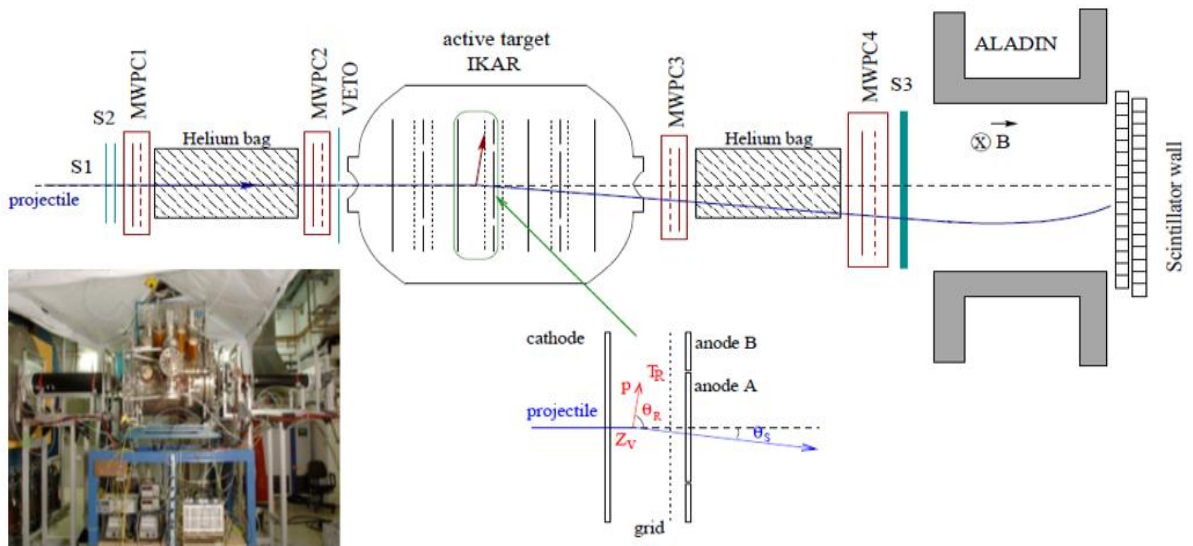 S1
S2
MWPC1
Helium bag
MWPC2
VETO
active target
IKAR
MWPC3
Helium bag
MWPC4
S3
ALADIN
B
Scintillator wall
projectile
cathode
anode B
anode A
p
T_R
θ_R
projectile
Z_V
θ_S
grid